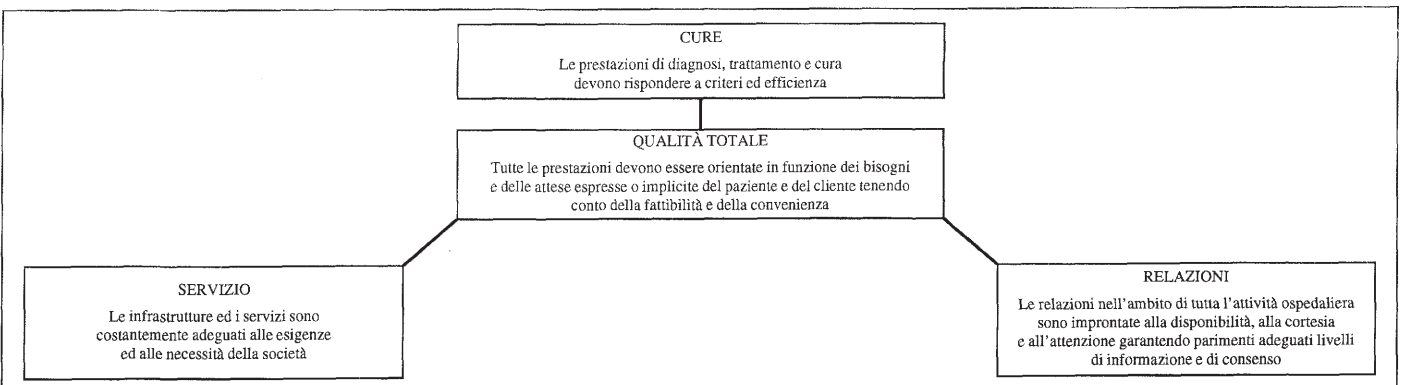 CURE
Le prestazioni di diagnosi, trattamento e cura
devono rispondere a criteri ed efficienza
QUALITÀ TOTALE
Tutte le prestazioni devono essere orientate in funzione dei bisogni
e delle attese espresse o implicite del paziente e del cliente tenendo
conto della fattibilità e della convenienza
SERVIZIO
Le infrastrutture ed i servizi sono
costantemente adeguati alle esigenze
ed alle necessità della società
RELAZIONI
Le relazioni nell'ambito di tutta l'attività ospedaliera
sono improntate alla disponibilità, alla cortesia
e all'attenzione garantendo parimenti adeguati livelli
di informazione e di consenso